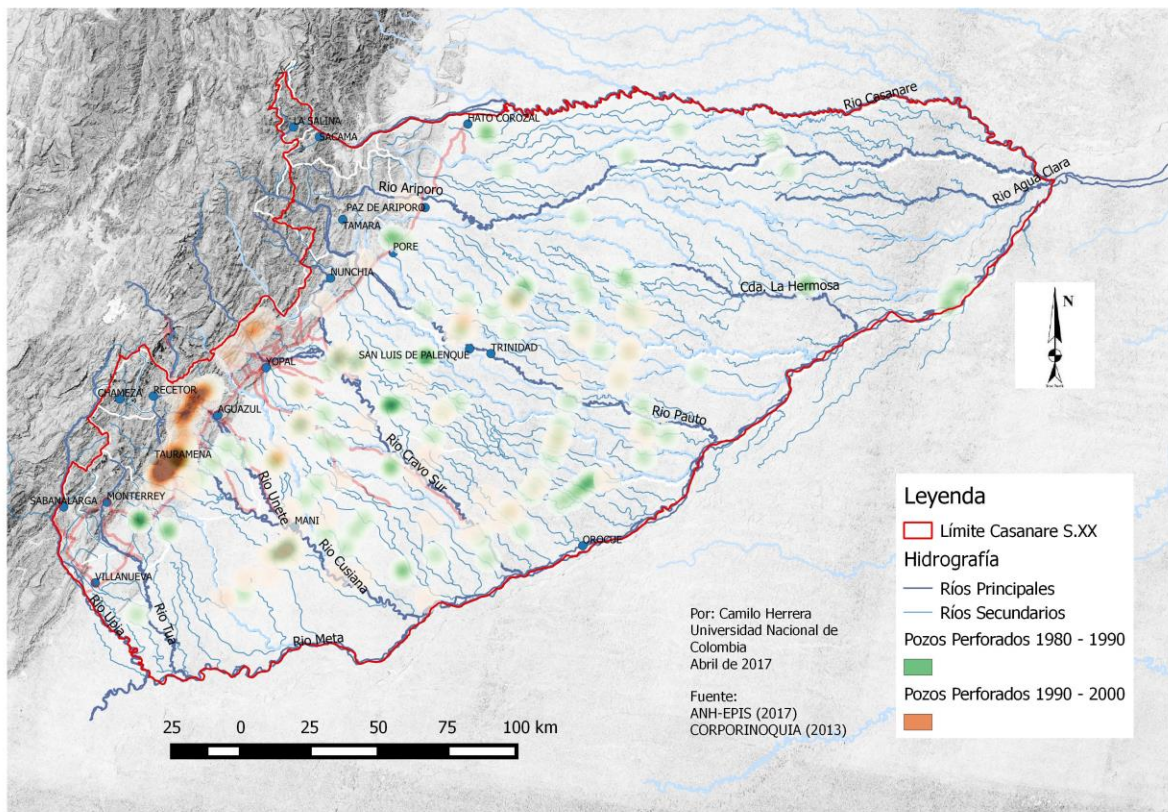 Rio Casanare
LA SALINA
SACAMA
HATO COROZAL
Rio Agua Clara
Rio Ariporo
PAZ DE ARIPORO
TAMARA
PORE
NUNCHIA
Cda. La Hermosa
N
SAN LUIS DE PALENQUE
TRINIDAD
YOPAL
CHAMEZA
RECETOR
AGUAZUL
Rio Pauto
Rio Cravo Sur
TAURAMENA
Rio Unete
SABANALARGA
MONTERREY
MANI
OROCUE
Rio Cusiana
VILLANUEVA
Rio Upia
Rio Tua
Rio Meta
Leyenda
Límite Casanare S.XX
Hidrografía
Ríos Principales
Ríos Secundarios
Pozos Perforados 1980 - 1990
Pozos Perforados 1990 - 2000
Por: Camilo Herrera
Universidad Nacional de
Colombia
Abril de 2017
Fuente:
ANH-EPIS (2017)
CORPORINOQUIA (2013)
25 0 25 50 75 100 km